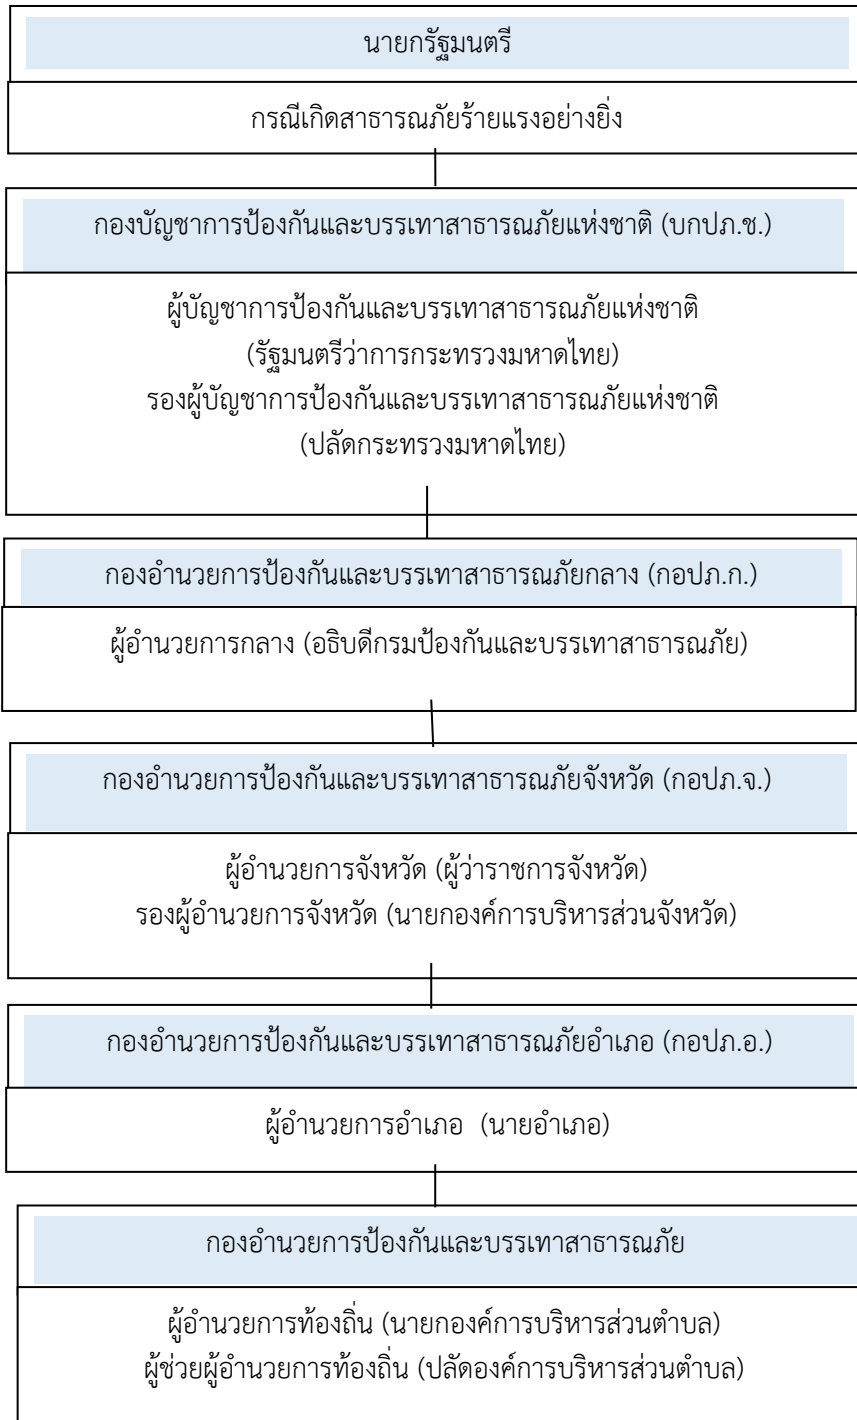 นายกรัฐมนตรี
กรณีเกิดสาธารณภัยร้ายแรงอย่างยิ่ง
กองบัญชาการป้องกันและบรรเทาสาธารณภัยแห่งชาติ (บกปภ.ช.)
ผู้บัญชาการป้องกันและบรรเทาสาธารณภัยแห่งชาติ
(รัฐมนตรีว่าการกระทรวงมหาดไทย)
รองผู้บัญชาการป้องกันและบรรเทาสาธารณภัยแห่งชาติ
(ปลัดกระทรวงมหาดไทย)
กองอำนวยการป้องกันและบรรเทาสาธารณภัยกลาง (กอปภ.ก.)
ผู้อำนวยการกลาง (อธิบดีกรมป้องกันและบรรเทาสาธารณภัย)
กองอำนวยการป้องกันและบรรเทาสาธารณภัยจังหวัด (กอปภ.จ.)
ผู้อำนวยการจังหวัด (ผู้ว่าราชการจังหวัด)
รองผู้อำนวยการจังหวัด (นายกองค์การบริหารส่วนจังหวัด)
กองอำนวยการป้องกันและบรรเทาสาธารณภัยอำเภอ (กอปภ.อ.)
ผู้อำนวยการอำเภอ (นายอำเภอ)
กองอำนวยการป้องกันและบรรเทาสาธารณภัย
ผู้อำนวยการท้องถิ่น (นายกองค์การบริหารส่วนตำบล)
ผู้ช่วยผู้อำนวยการท้องถิ่น (ปลัดองค์การบริหารส่วนตำบล)